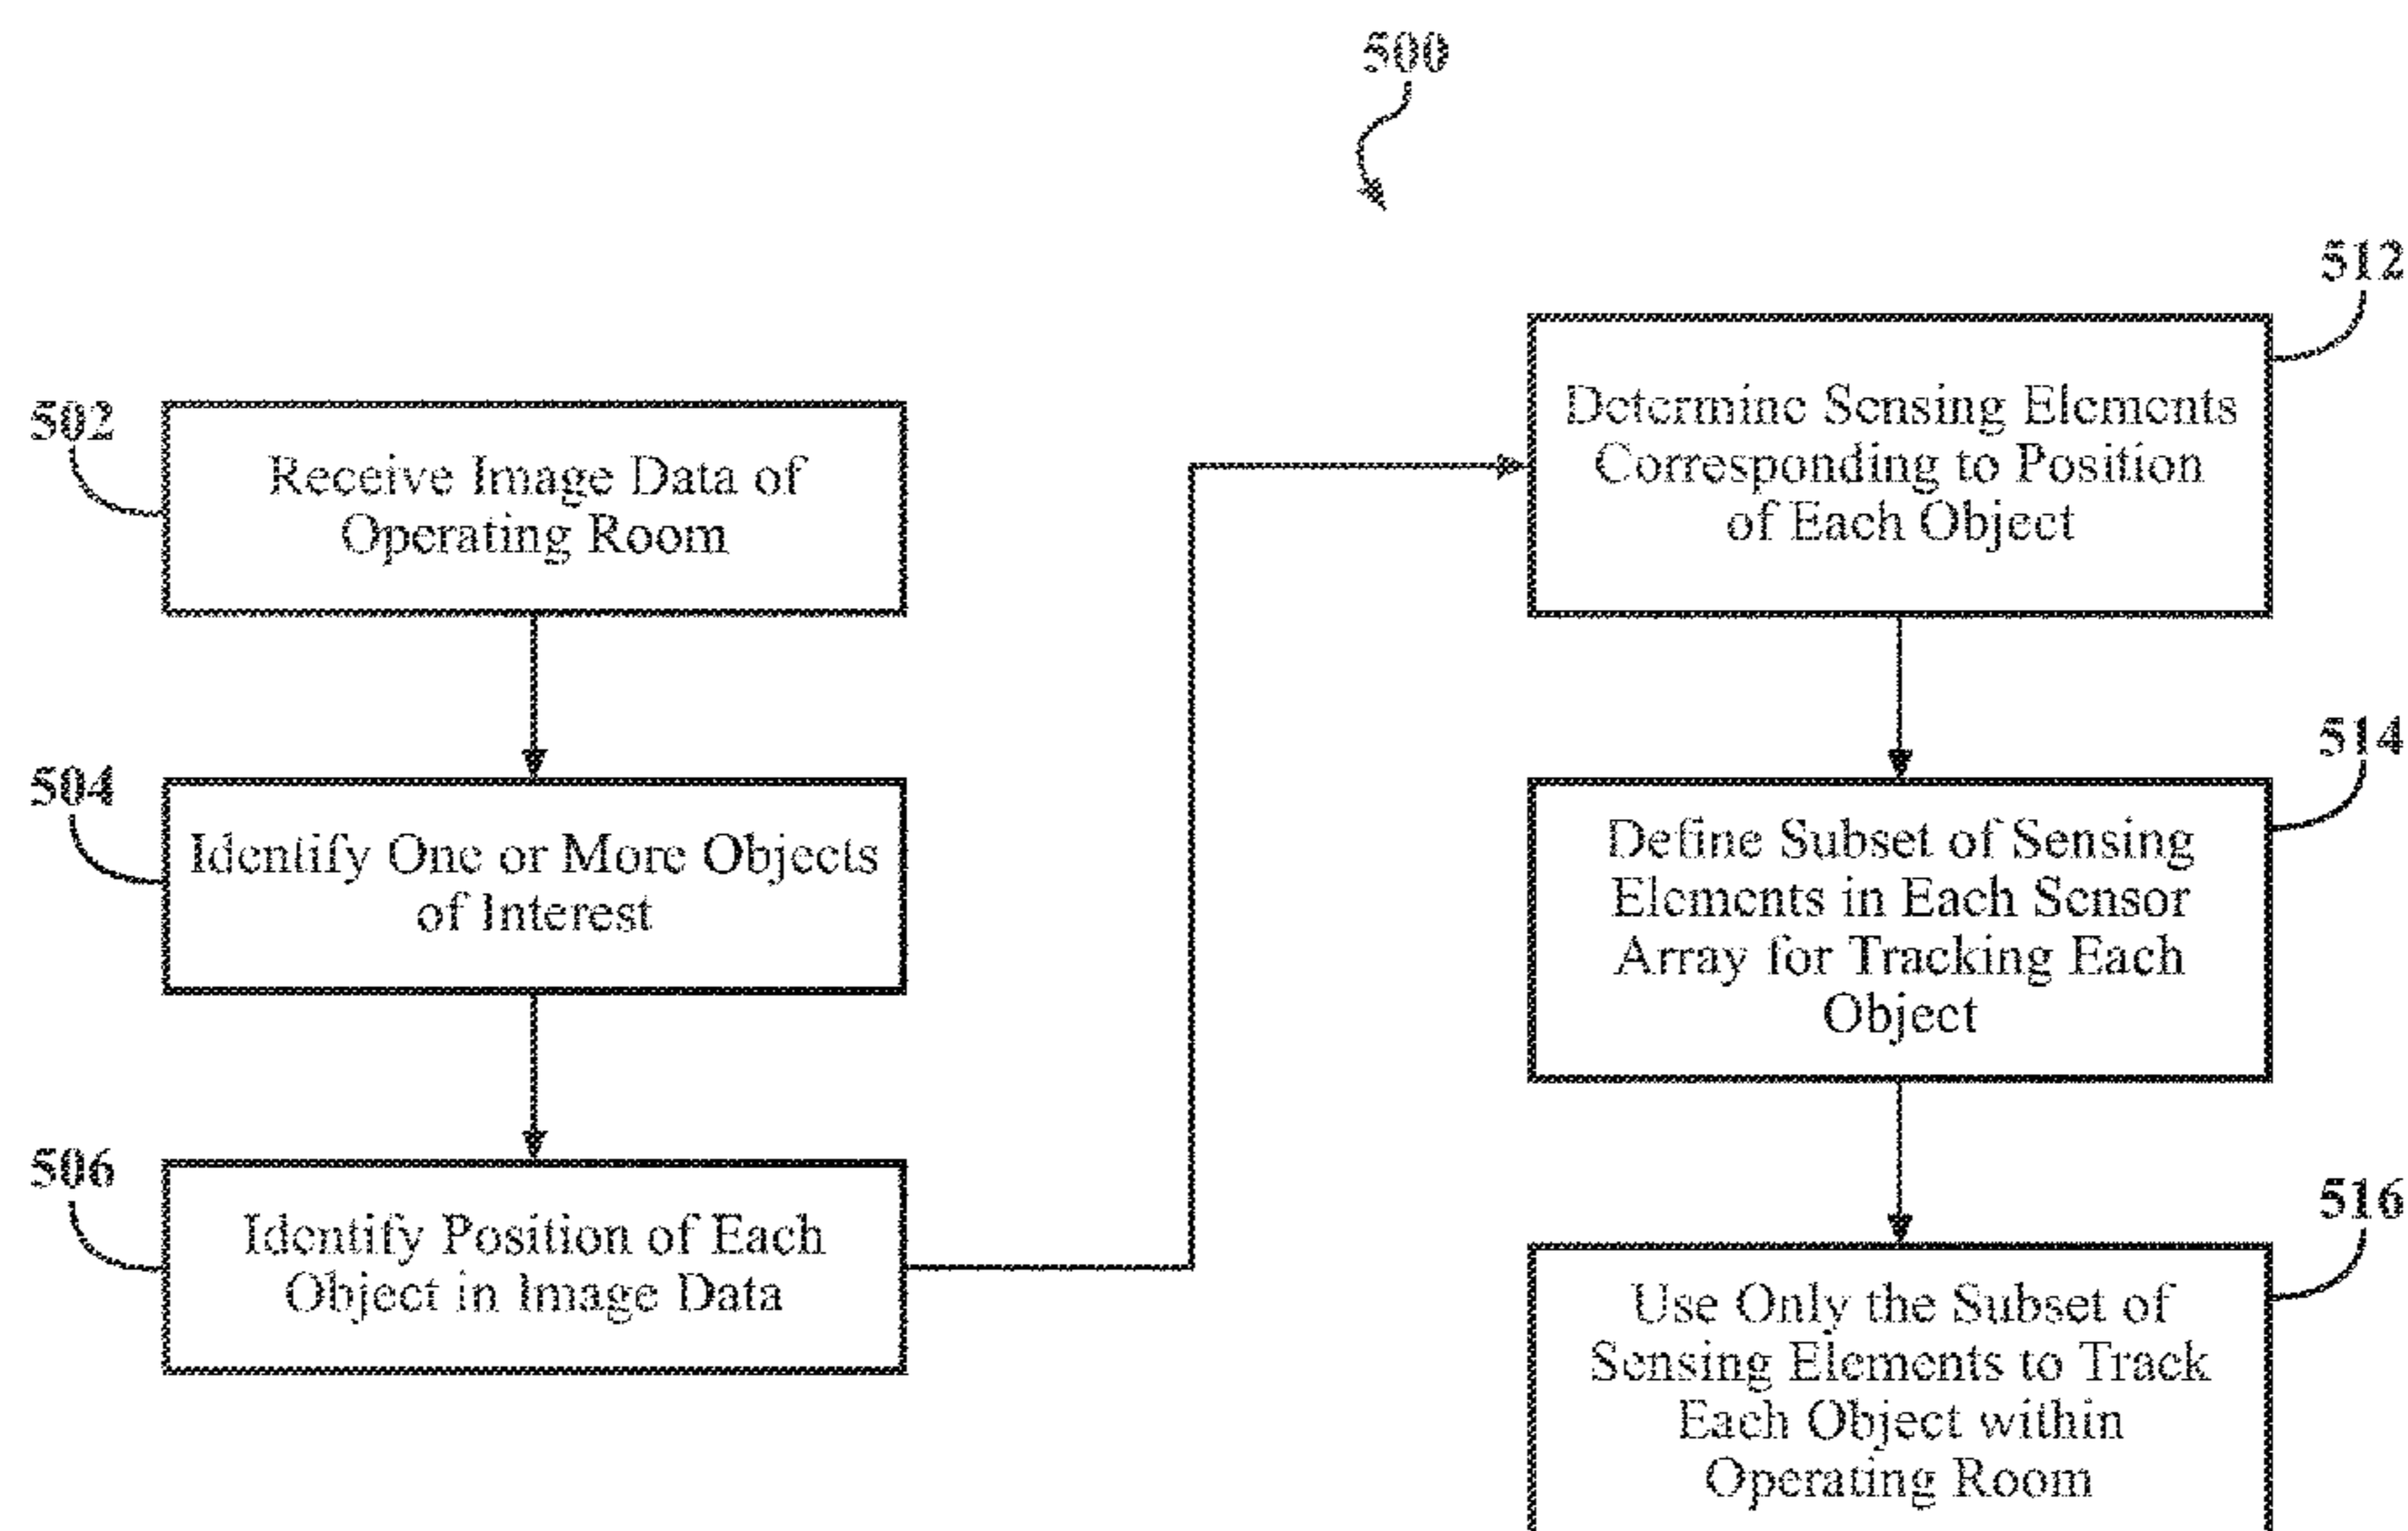 500
502
Receive Image Data of
Operating Room
504
Identify One or More Objects
of Interest
506
Identify Position of Each
Object in Image Data
512
Determine Sensing Elements
Corresponding to Position
of Each Object
514
Define Subset of Sensing
Elements in Each Sensor
Array for Tracking Each
Object
516
Use Only the Subset of
Sensing Elements to Track
Each Object within
Operating Room